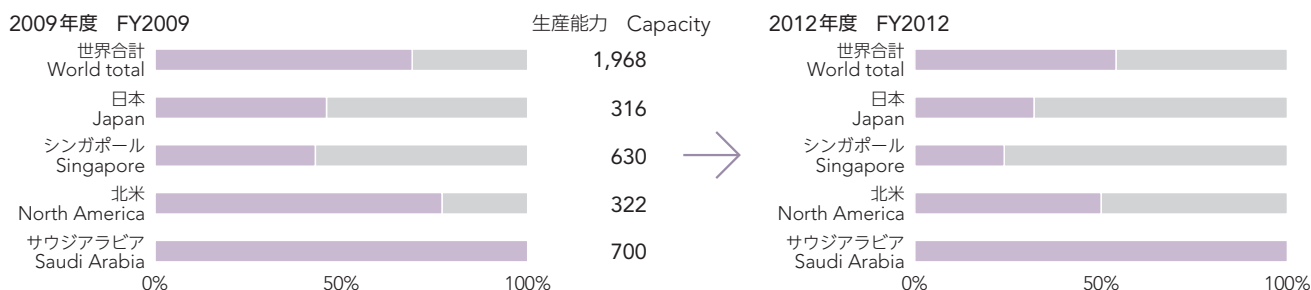 2009年度 FY2009
生産能力 Capacity
2012年度 FY2012
世界合計
World total
1,968
世界合計
World total
日本
Japan
316
日本
Japan
シンガポール
Singapore
630
シンガポール
Singapore
北米
North America
322
北米
North America
サウジアラビア
Saudi Arabia
700
サウジアラビア
Saudi Arabia
0% 50% 100%
0% 50% 100%